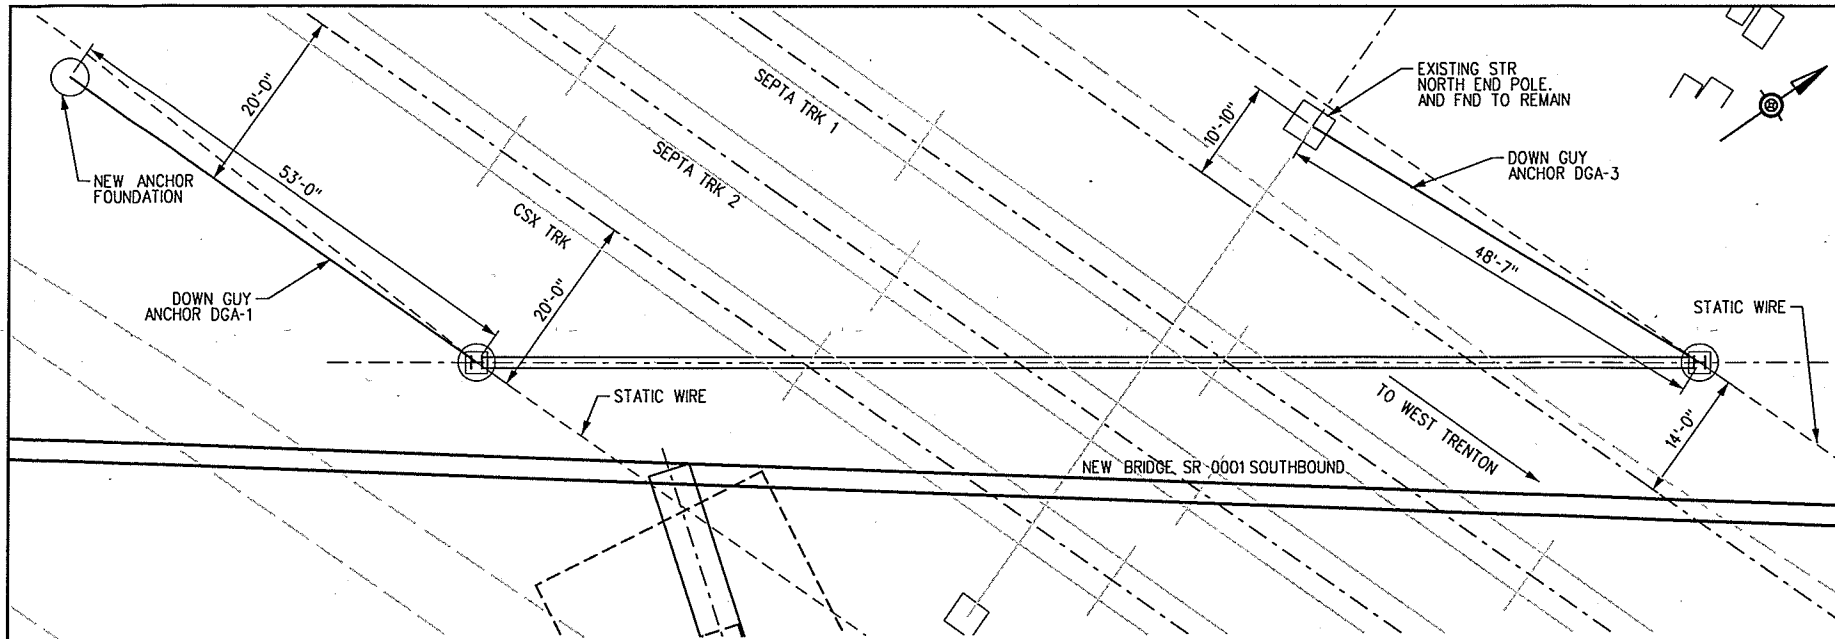 SEPTA TRK 1
EXISTING STR
NORTH END POLE.
AND FND TO REMAIN
20'-0"
10'-10"
NEW ANCHOR
FOUNDATION
53'-0"
SEPTA TRK 2
DOWN GUY
ANCHOR DGA-3
CSX TRK
48'-7"
DOWN GUY
ANCHOR DGA-1
20'-0"
STATIC WIRE
STATIC WIRE
TO WEST TRENTON
14'-0"
NEW BRIDGE SR 0001 SOUTHBOUND